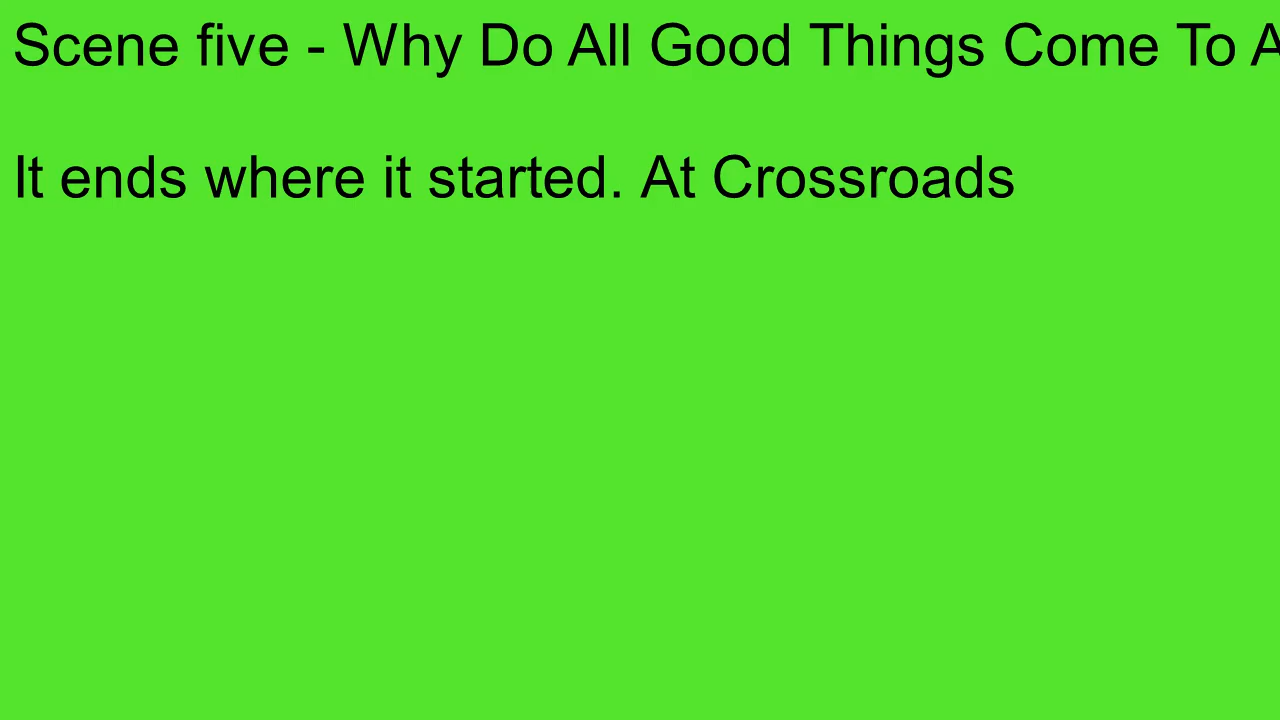 Scene five - Why Do All Good Things Come To A
It ends where it started. At Crossroads